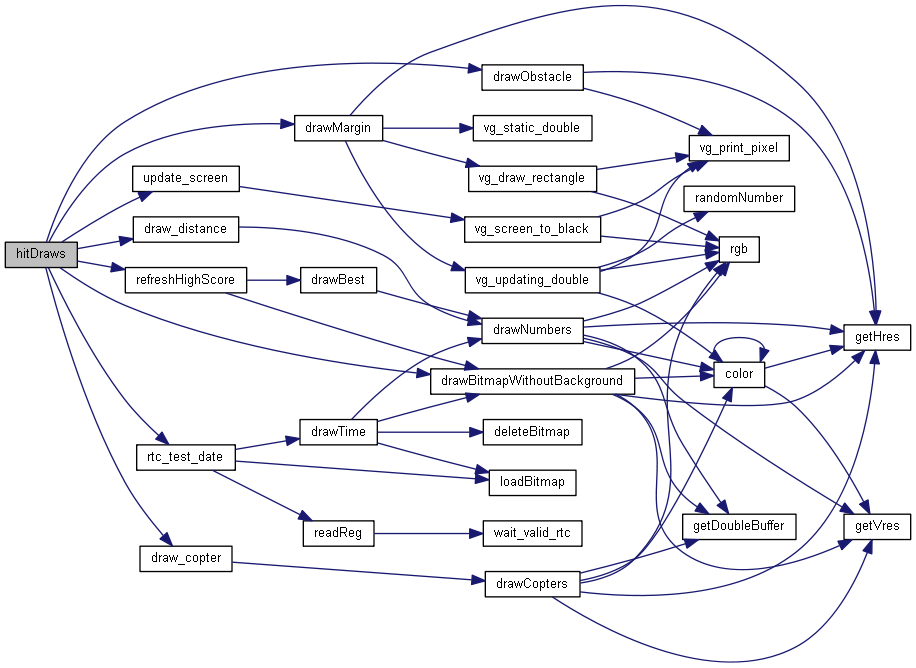 hitDraws
drawObstacle
drawMargin
vg_static_double
vg_print_pixel
update_screen
vg_draw_rectangle
randomNumber
draw_distance
vg_screen_to_black
rgb
refreshHighScore
drawBest
vg_updating_double
drawNumbers
getHres
drawBitmapWithoutBackground
color
drawTime
deleteBitmap
rtc_test_date
loadBitmap
readReg
wait_valid_rtc
getDoubleBuffer
getVres
draw_copter
drawCopters